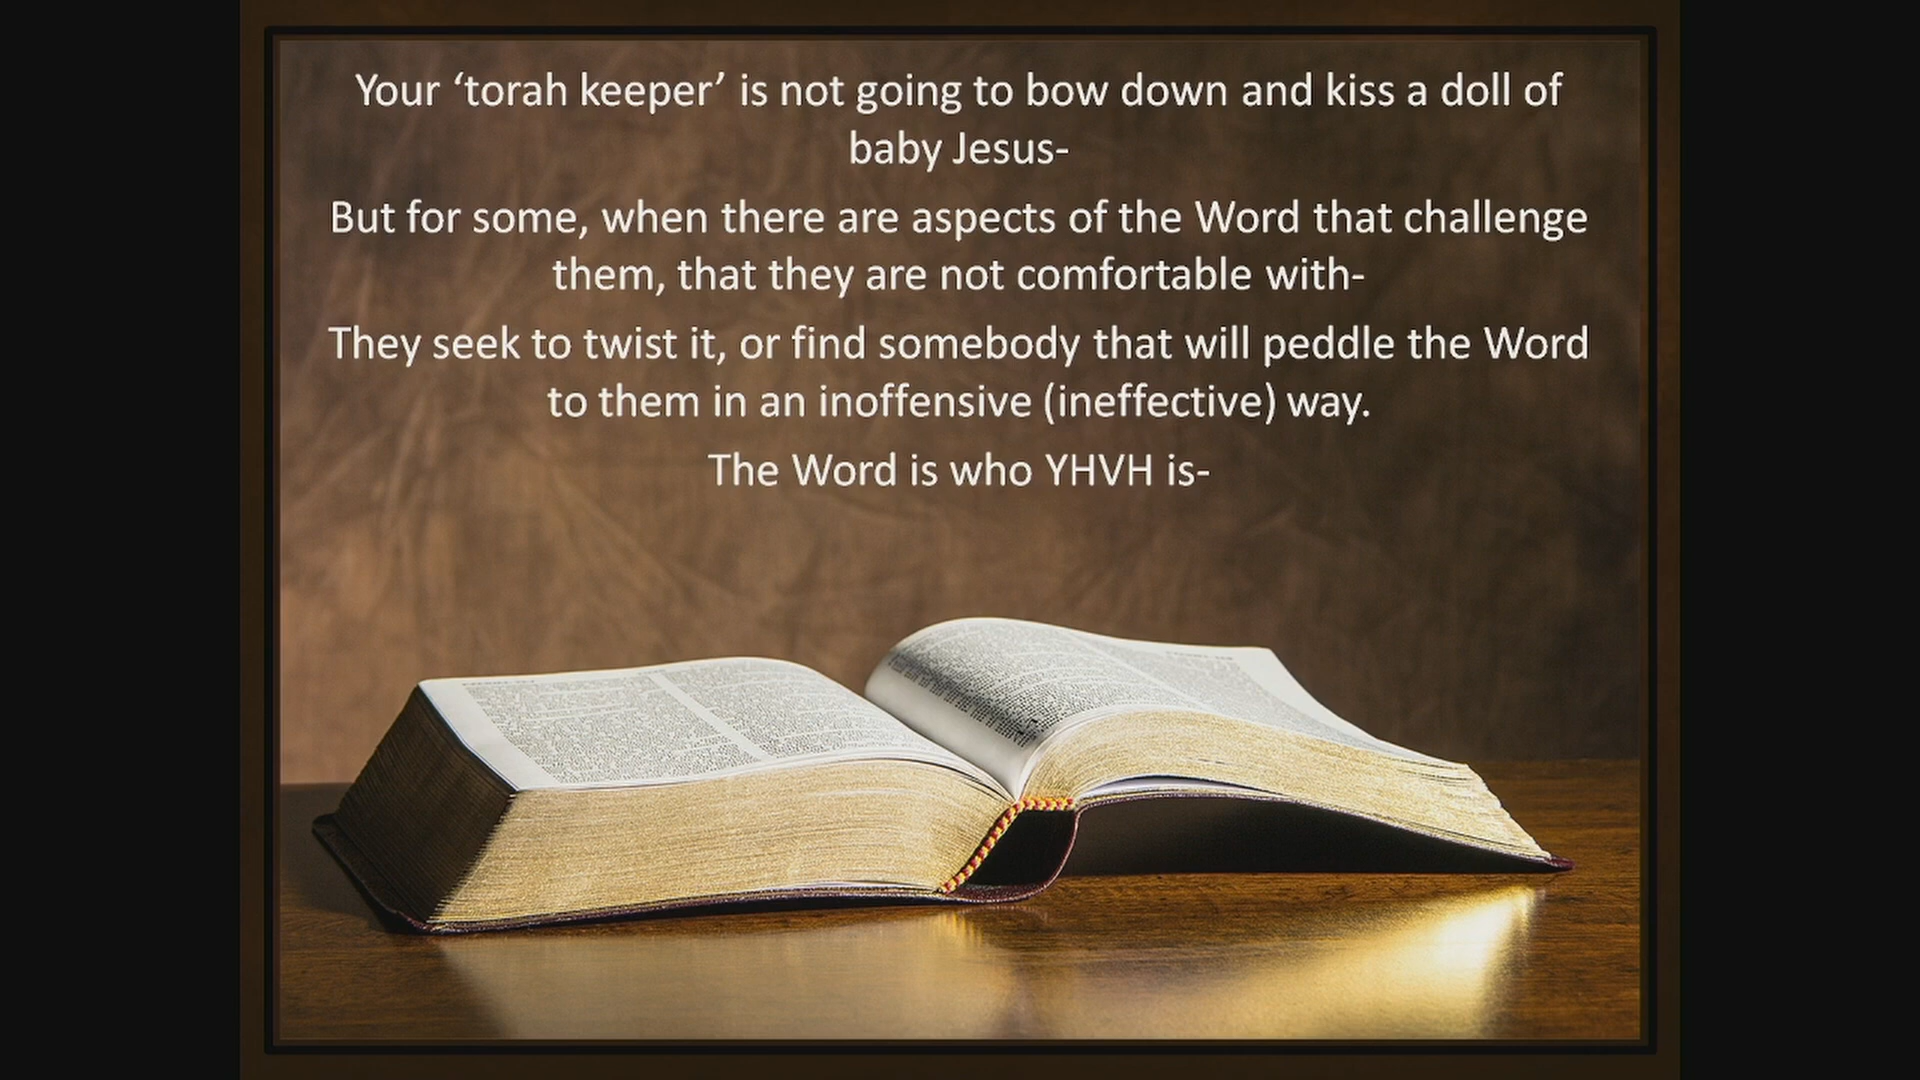 Your ‘torah keeper’ is not going to bow down and kiss a doll of
baby Jesus-
But for some, when there are aspects of the Word that challenge
them, that they are not comfortable with-
They seek to twist it, or find somebody that will peddle the Word
to them in an inoffensive (ineffective) way.
The Word is who YHVH is-